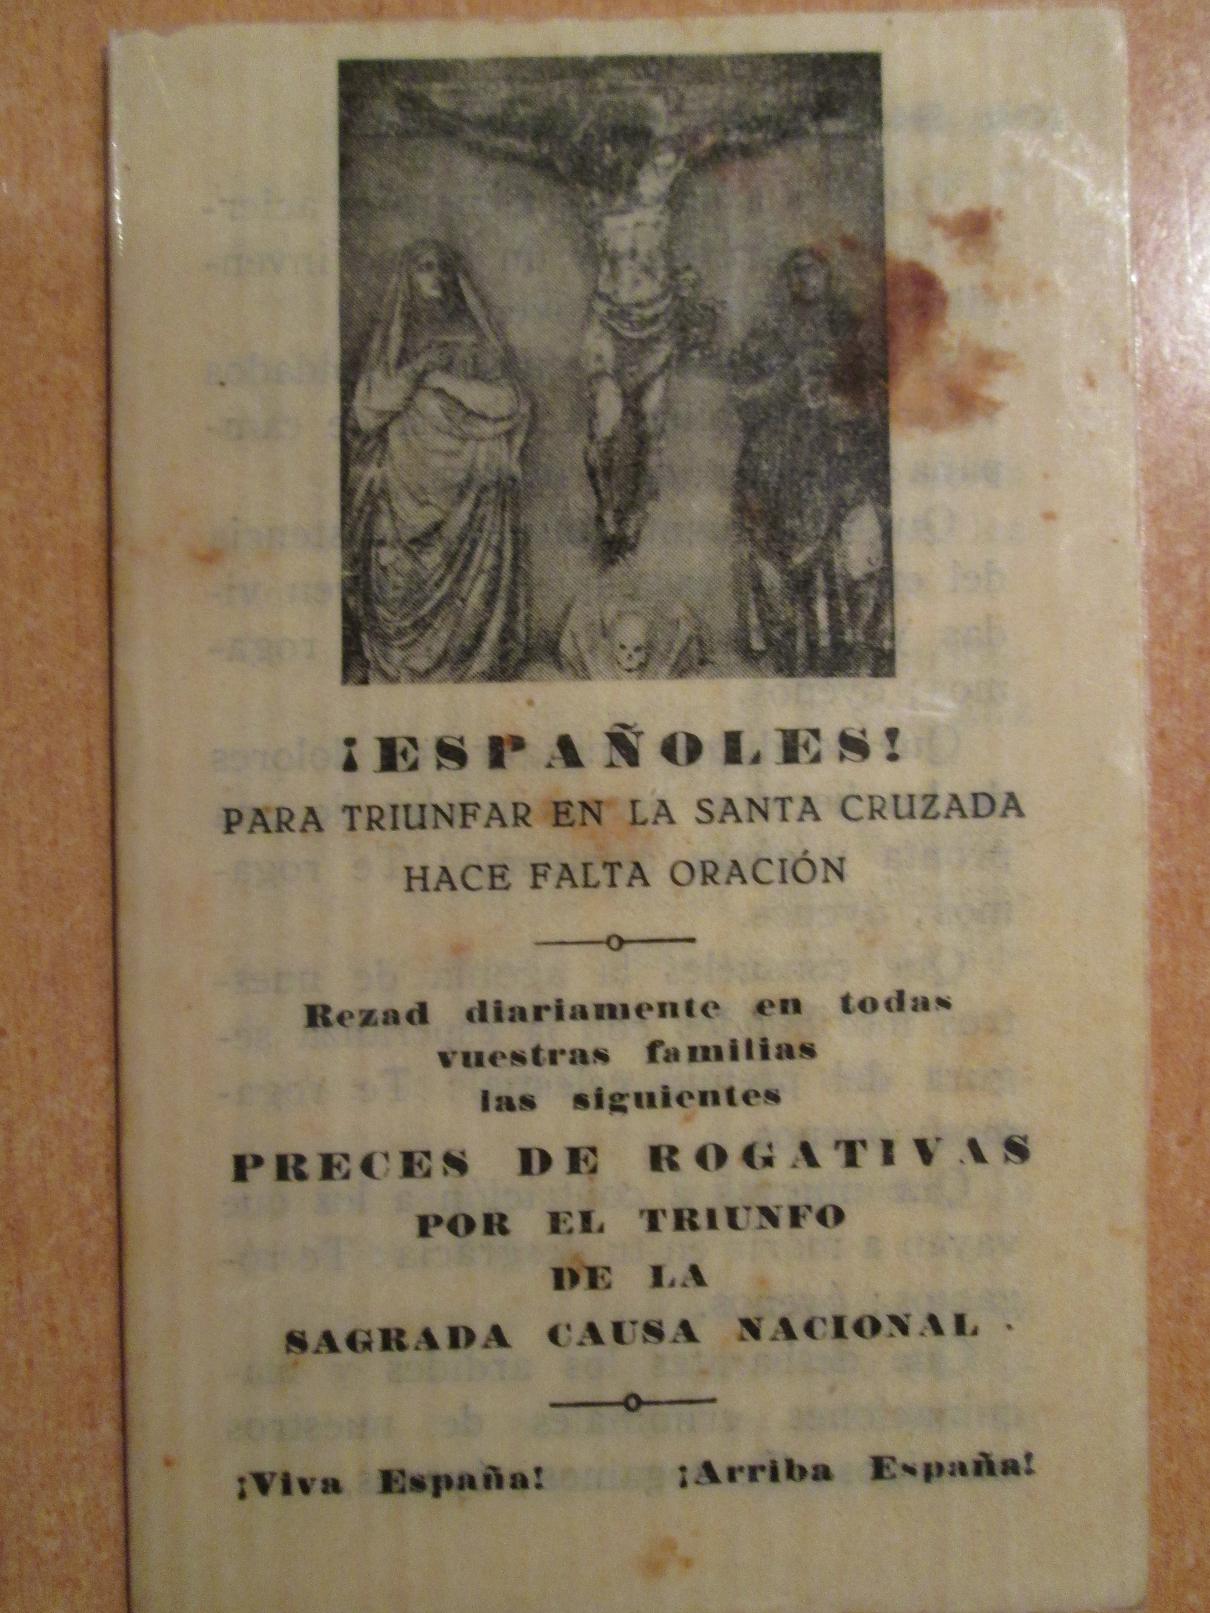 ¡ESPAÑOLES!
PARA TRIUNFAR EN LA SANTA CRUZADA
HACE FALTA ORACIÓN
Rezad diariamente en todas
vuestras familias
las siguientes
PRECES DE ROGATIVAS
POR EL TRIUNFO
DE LA
SAGRADA CAUSA NACIONAL.
¡Viva España! ¡Arriba España!